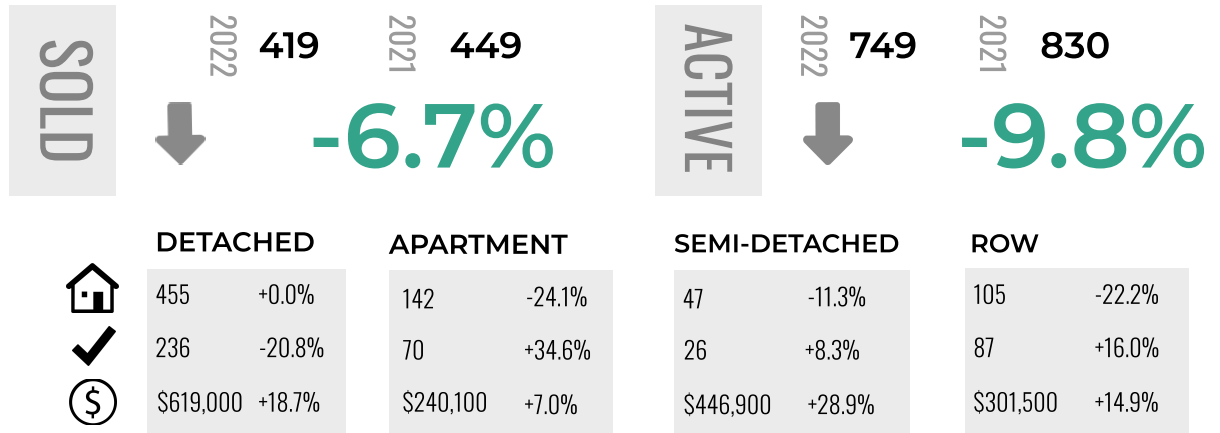 SOLD
2022 419 2021 449
-6.7%
ACTIVE
2022 749 2021 830
-9.8%
DETACHED
455 +0.0%
236 -20.8%
$619,000 +18.7%
APARTMENT
142 -24.1%
70 +34.6%
$240,100 +7.0%
SEMI-DETACHED
47 -11.3%
26 +8.3%
$446,900 +28.9%
ROW
105 -22.2%
87 +16.0%
$301,500 +14.9%
$